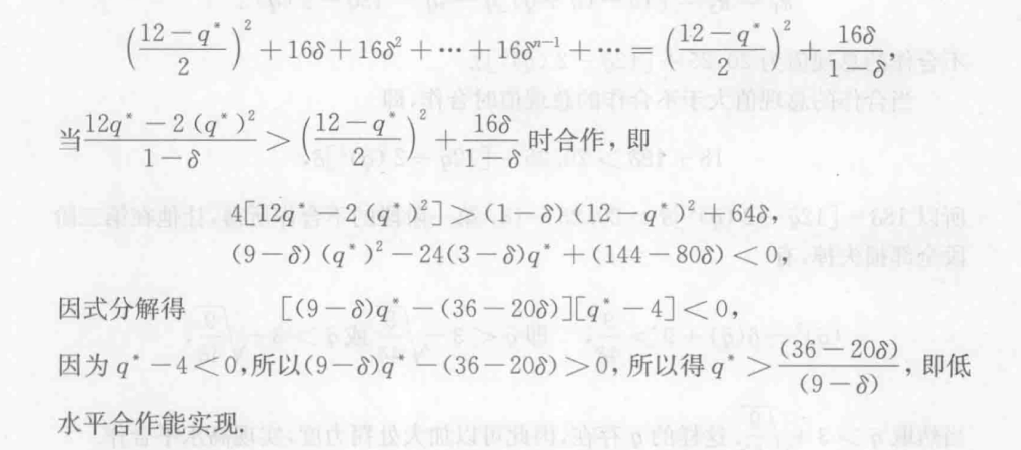 $\left(\frac{12-q^*}{2}\right)^2+16\delta+16\delta^2+\cdots+16\delta^{n-1}+\cdots=\left(\frac{12-q^*}{2}\right)^2+\frac{16\delta}{1-\delta},$
当$\frac{12q^*-2(q^*)^2}{1-\delta}>\left(\frac{12-q^*}{2}\right)^2+\frac{16\delta}{1-\delta}$时合作,即
$4[12q^*-2(q^*)^2]>(1-\delta)(12-q^*)^2+64\delta,$
$(9-\delta)(q^*)^2-24(3-\delta)q^*+(144-80\delta)<0,$
因式分解得 $[(9-\delta)q^*-(36-20\delta)][q^*-4]<0,$
因为$q^*-4<0$,所以$(9-\delta)q^*-(36-20\delta)>0$,所以得$q^*>\frac{(36-20\delta)}{(9-\delta)}$,即低
水平合作能实现.